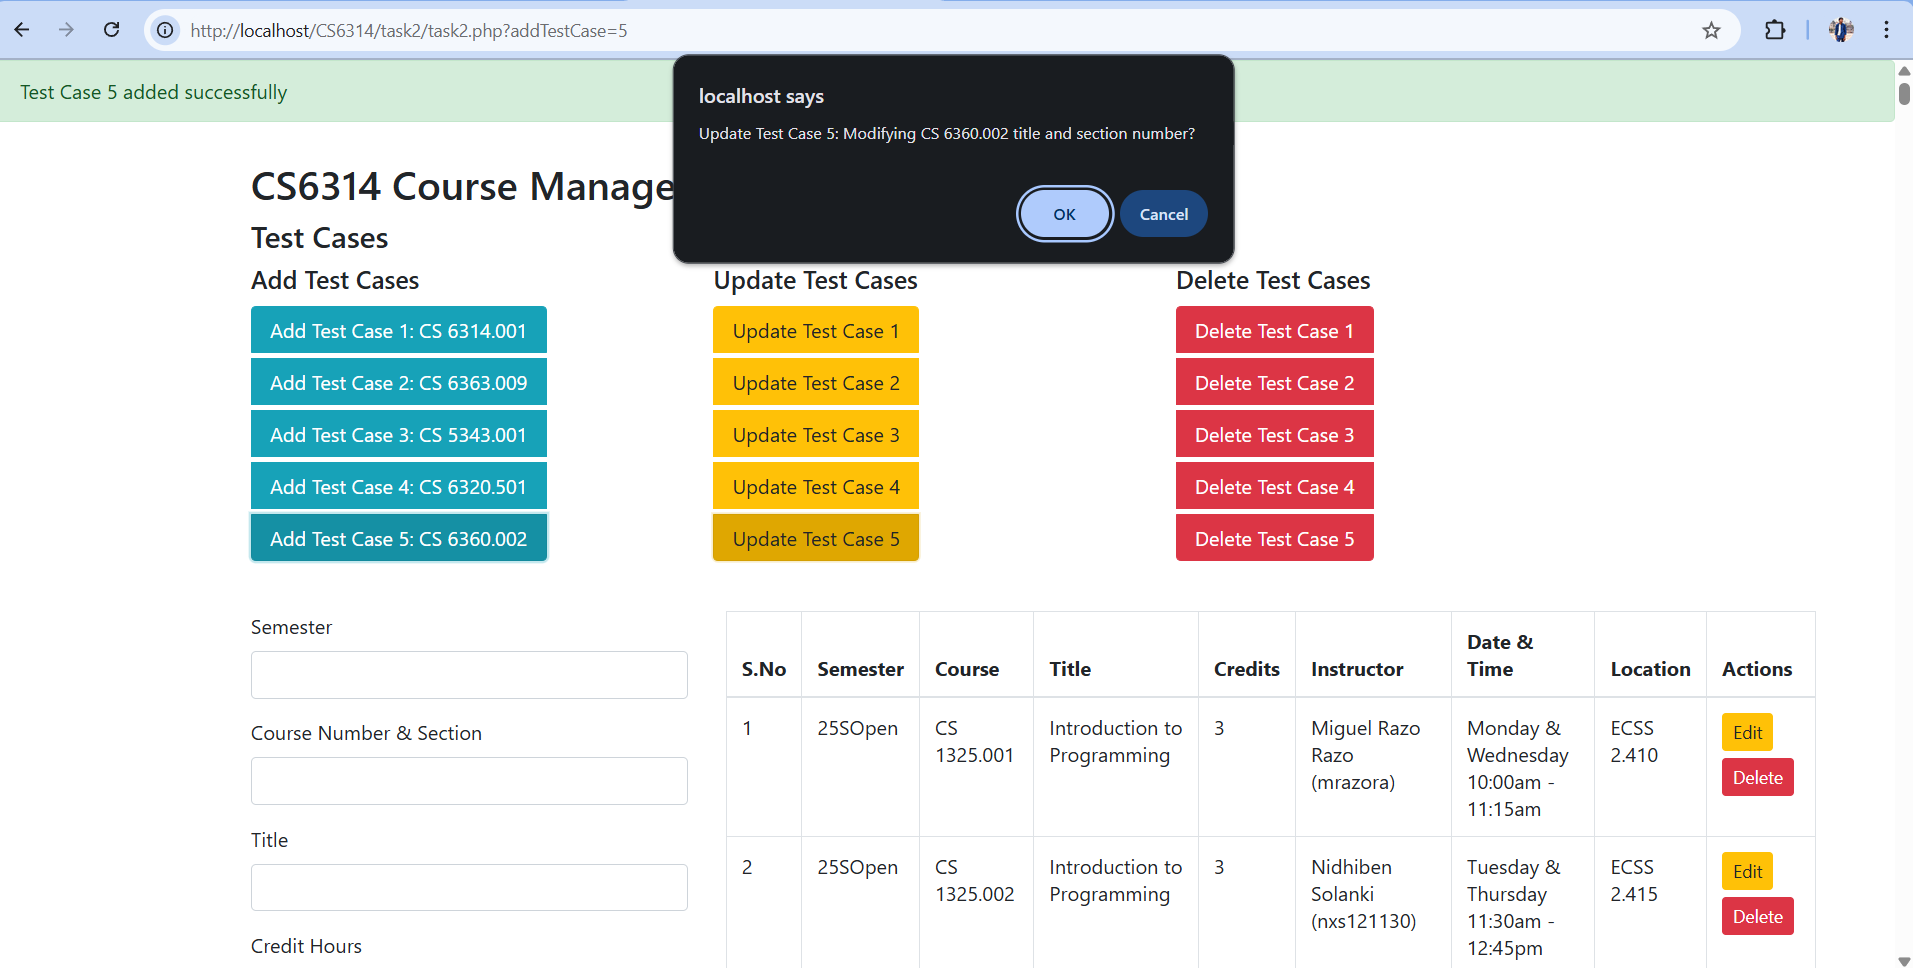 http://localhost/CS6314/task2/task2.php?addTestCase=5
Test Case 5 added successfully
localhost says
Update Test Case 5: Modifying CS 6360.002 title and section number?
OK
Cancel
CS6314 Course Manage
Test Cases
Add Test Cases
Add Test Case 1: CS 6314.001
Add Test Case 2: CS 6363.009
Add Test Case 3: CS 5343.001
Add Test Case 4: CS 6320.501
Add Test Case 5: CS 6360.002
Update Test Cases
Update Test Case 1
Update Test Case 2
Update Test Case 3
Update Test Case 4
Update Test Case 5
Delete Test Cases
Delete Test Case 1
Delete Test Case 2
Delete Test Case 3
Delete Test Case 4
Delete Test Case 5
Semester
Course Number & Section
Title
Credit Hours
S.No
Semester
Course
Title
Credits
Instructor
Date &
Time
Location
Actions
1
25SOpen
CS
1325.001
Introduction to
Programming
3
Miguel Razo
Razo
(mrazora)
Monday &
Wednesday
10:00am -
11:15am
ECSS
2.410
Edit
Delete
2
25SOpen
CS
1325.002
Introduction to
Programming
3
Nidhiben
Solanki
(nxs121130)
Tuesday &
Thursday
11:30am -
12:45pm
ECSS
2.415
Edit
Delete